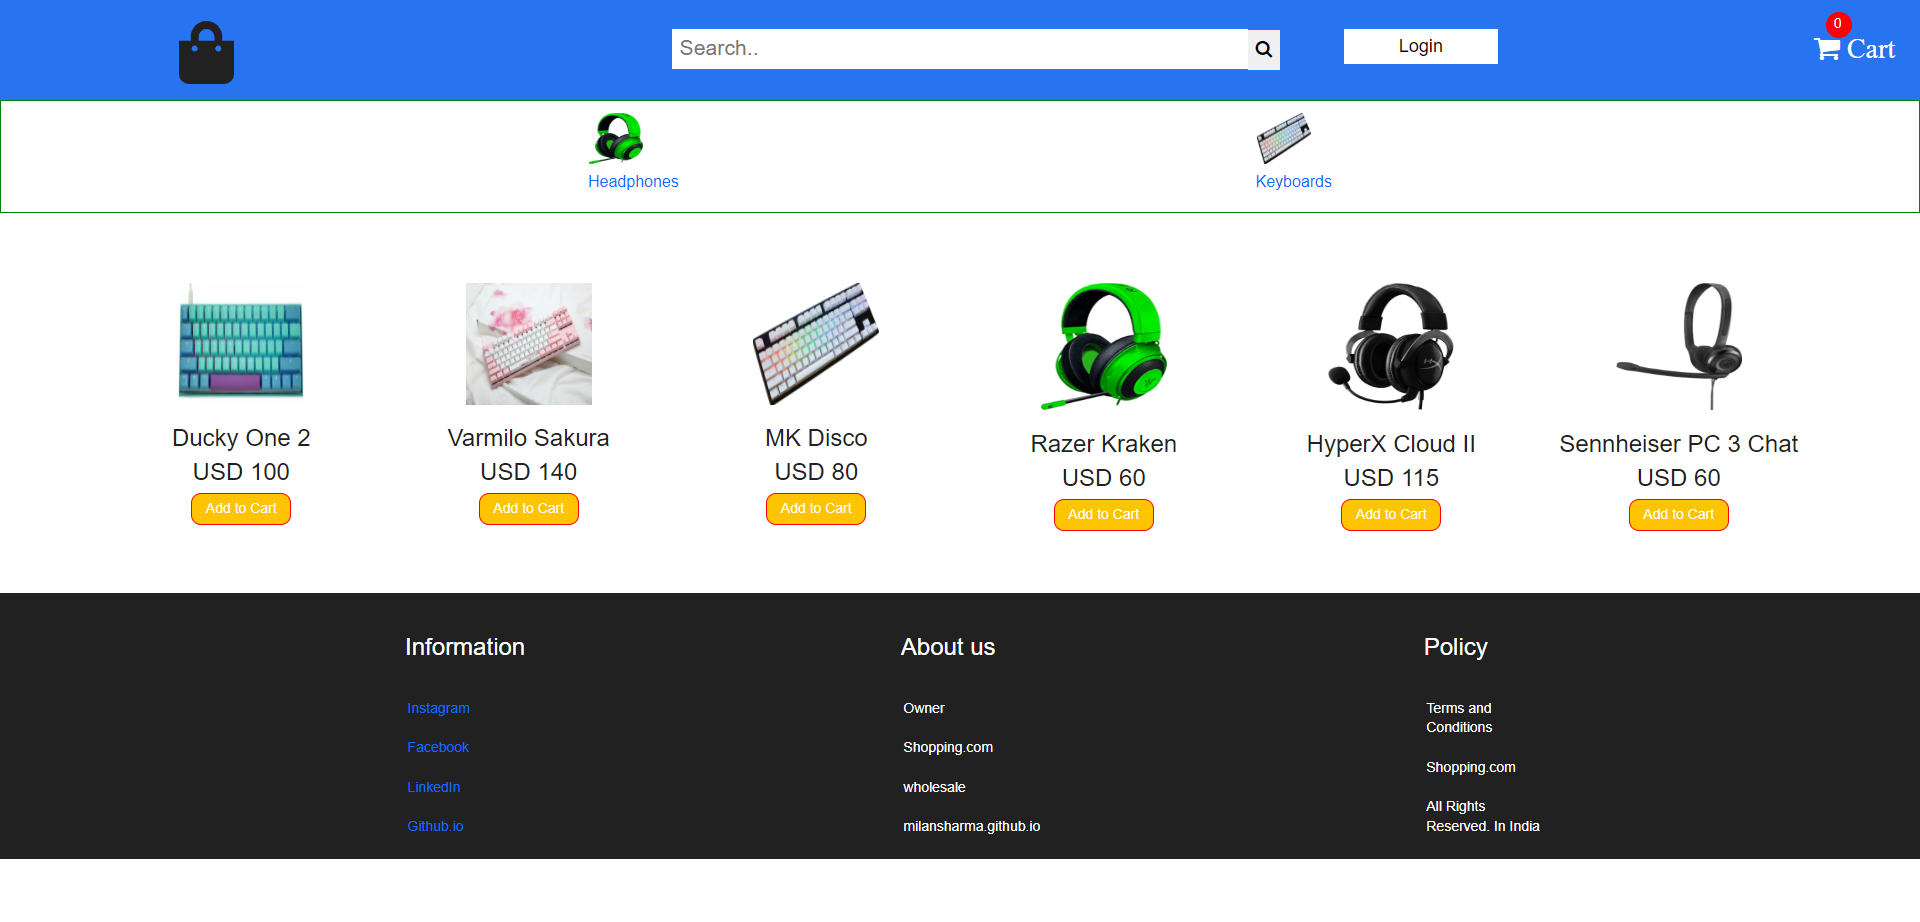 Search..
Login
0
Cart
Headphones
Keyboards
Ducky One 2
USD 100
Add to Cart
Varmilo Sakura
USD 140
Add to Cart
MK Disco
USD 80
Add to Cart
Razer Kraken
USD 60
Add to Cart
HyperX Cloud II
USD 115
Add to Cart
Sennheiser PC 3 Chat
USD 60
Add to Cart
Information
Instagram
Facebook
LinkedIn
Github.io
About us
Owner
Shopping.com
wholesale
milansharma.github.io
Policy
Terms and
Conditions
Shopping.com
All Rights
Reserved. In India